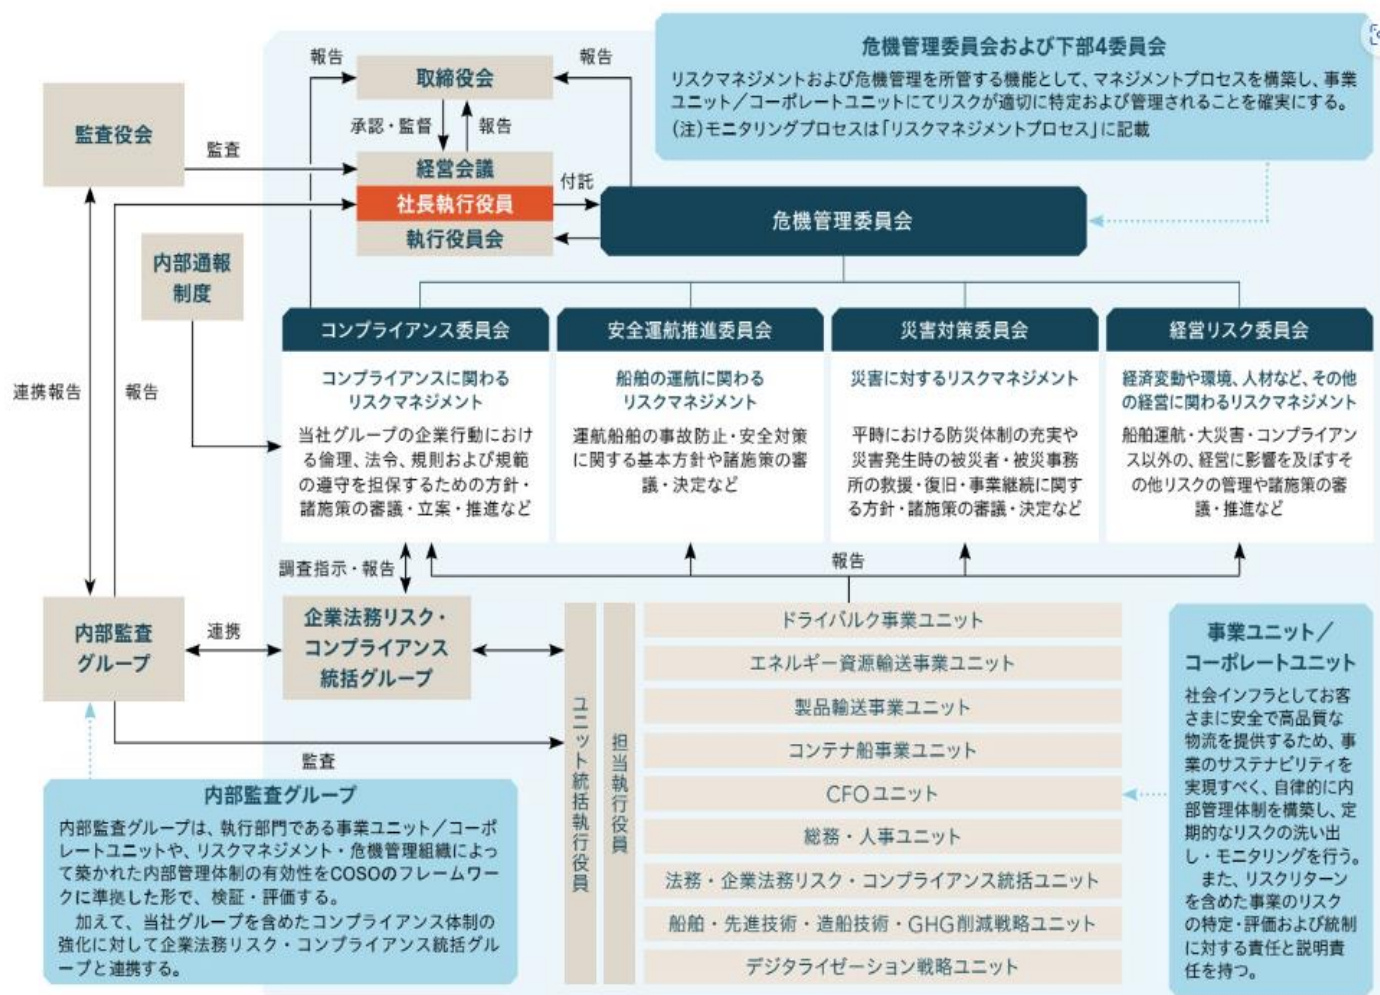 危機管理委員会および下部4委員会
リスクマネジメントおよび危機管理を所管する機能として、マネジメントプロセスを構築し、事業
ユニット／コーポレートユニットにてリスクが適切に特定および管理されることを確実にする。
(注)モニタリングプロセスは「リスクマネジメントプロセス」に記載
報告
取締役会
報告
承認・監督
報告
監査役会
監査
経営会議
社長執行役員
執行役員会
付託
危機管理委員会
内部通報
制度
連携報告
報告
コンプライアンス委員会
コンプライアンスに関わる
リスクマネジメント
当社グループの企業行動におけ
る倫理、法令、規則および規範
の遵守を担保するための方針・
諸施策の審議・立案・推進など
安全運航推進委員会
船舶の運航に関わる
リスクマネジメント
運航船舶の事故防止・安全対策
に関する基本方針や諸施策の審
議・決定など
災害対策委員会
災害に対するリスクマネジメント
平時における防災体制の充実や
災害発生時の被災者・被災事務
所の救援・復旧・事業継続に関す
る方針・諸施策の審議・決定など
経営リスク委員会
経済変動や環境、人材など、その他
の経営に関わるリスクマネジメント
船舶運航・大災害・コンプライアン
ス以外の、経営に影響を及ぼすそ
の他リスクの管理や諸施策の審
議・推進など
調査指示・報告
報告
内部監査
グループ
連携
企業法務リスク・
コンプライアンス
統括グループ
監査
ユニット統括執行役員
担当執行役員
ドライバルク事業ユニット
エネルギー資源輸送事業ユニット
製品輸送事業ユニット
コンテナ船事業ユニット
CFOユニット
総務・人事ユニット
法務・企業法務リスク・コンプライアンス統括ユニット
船舶・先進技術・造船技術・GHG削減戦略ユニット
デジタライゼーション戦略ユニット
事業ユニット／
コーポレートユニット
社会インフラとしてお客
さまに安全で高品質な
物流を提供するため、事
業のサステナビリティを
実現すべく、自律的に内
部管理体制を構築し、定
期的なリスクの洗い出
し・モニタリングを行う。
また、リスクリターン
を含めた事業のリスク
の特定・評価および統制
に対する責任と説明責
任を持つ。
内部監査グループ
内部監査グループは、執行部門である事業ユニット／コーポ
レートユニットや、リスクマネジメント・危機管理組織によっ
て築かれた内部管理体制の有効性をCOSOのフレームワー
クに準拠した形で、検証・評価する。
加えて、当社グループを含めたコンプライアンス体制の
強化に対して企業法務リスク・コンプライアンス統括グル
ープと連携する。